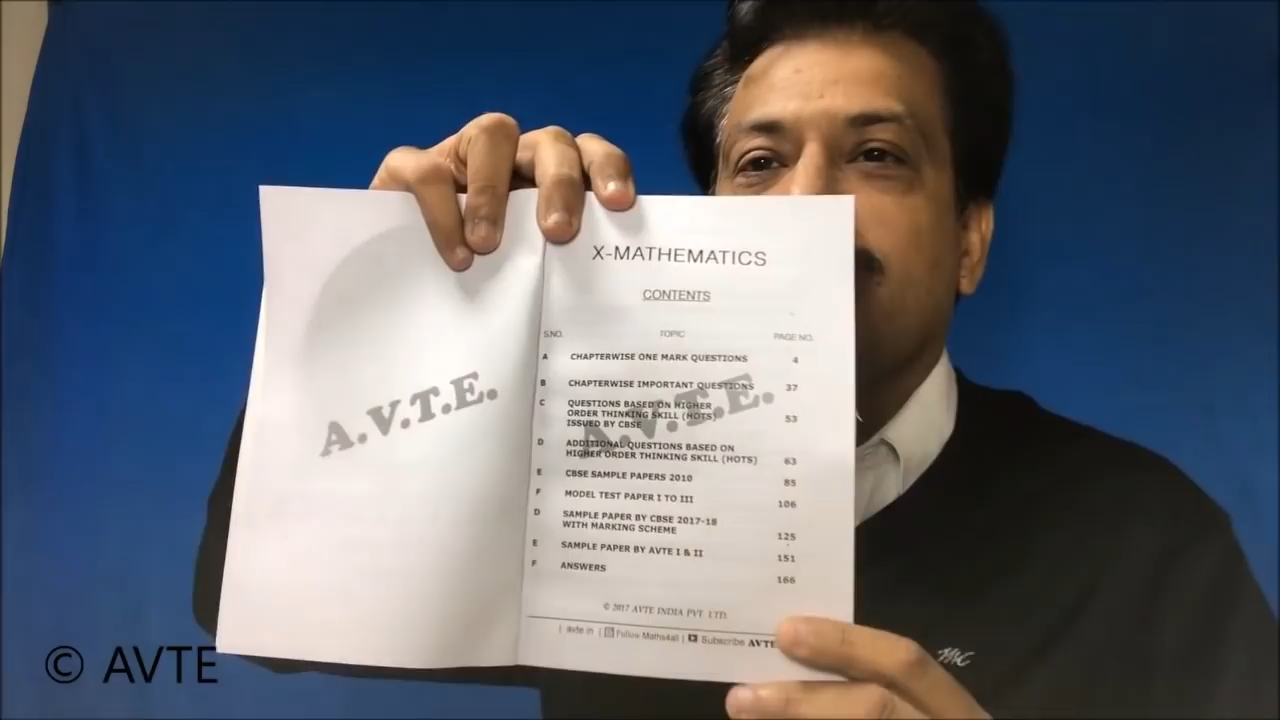 X-MATHEMATICS
CONTENTS
S.NO. TOPIC PAGE NO.
A CHAPTERWISE ONE MARK QUESTIONS 4
B CHAPTERWISE IMPORTANT QUESTIONS 37
C QUESTIONS BASED ON HIGHER
ORDER THINKING SKILL (HOTS)
ISSUED BY CBSE 53
D ADDITIONAL QUESTIONS BASED ON
HIGHER ORDER THINKING SKILL (HOTS) 63
E CBSE SAMPLE PAPERS 2010 85
F MODEL TEST PAPER I TO III 106
D SAMPLE PAPER BY CBSE 2017-18
WITH MARKING SCHEME 125
E SAMPLE PAPER BY AVTE I & II 151
F ANSWERS 166
© 2017 AVTE INDIA PVT. LTD.
| avte.in | Follow Maths4all | Subscribe AVTE
A.V.T.E.
A.V.T.E.
© AVTE